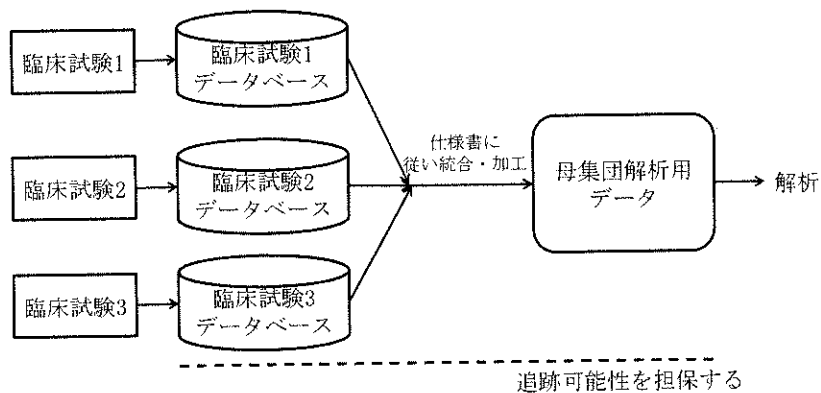 臨床試験1
臨床試験1
データベース
仕様書に
従い統合・加工
臨床試験2
臨床試験2
データベース
母集団解析用
データ
解析
臨床試験3
臨床試験3
データベース
追跡可能性を担保する